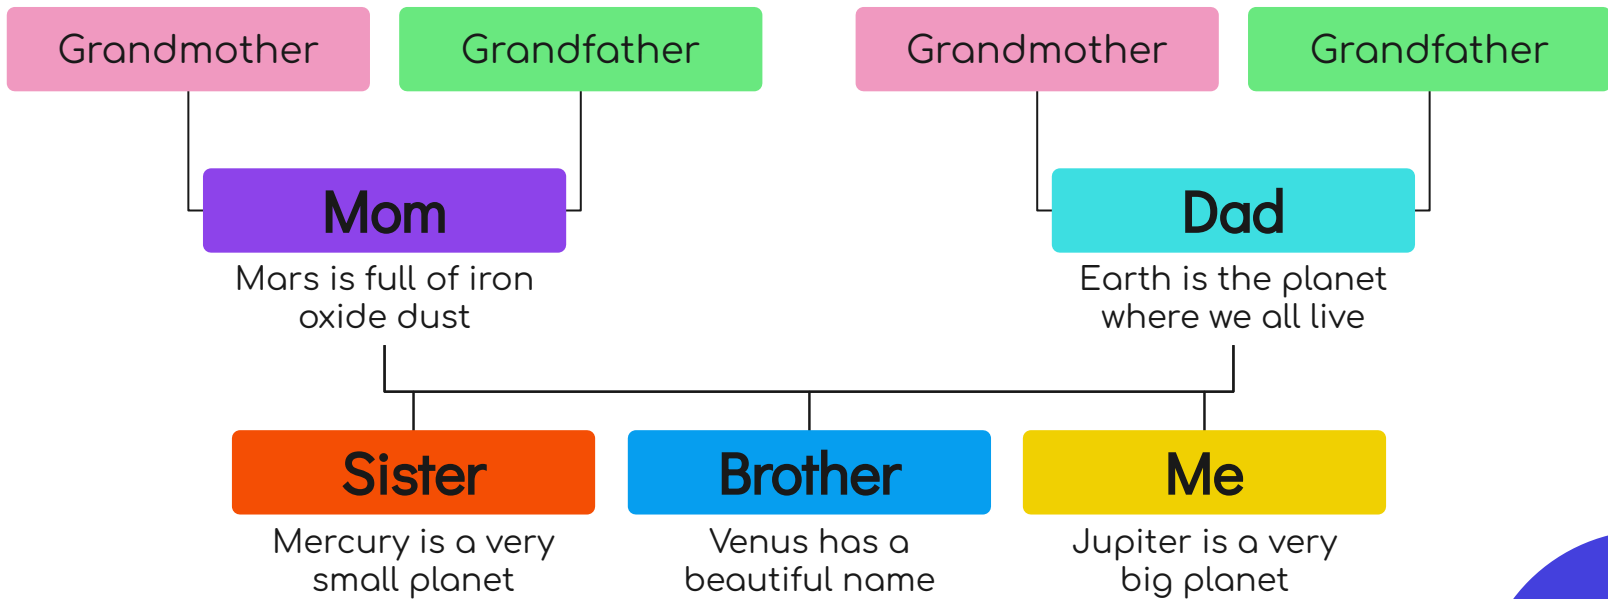 Grandmother
Grandfather
Grandmother
Grandfather
Mom
Mars is full of iron
oxide dust
Dad
Earth is the planet
where we all live
Sister
Mercury is a very
small planet
Brother
Venus has a
beautiful name
Me
Jupiter is a very
big planet